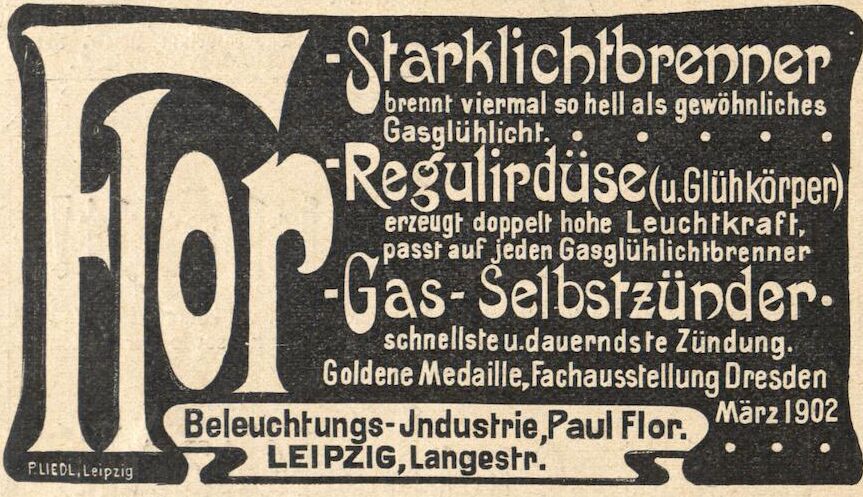 Flor
-Starklichtbrenner
brennt viermal so hell als gewöhnliches
Gasglühlicht.
-Regulirdüse (u. Glühkörper)
erzeugt doppelt hohe Leuchtkraft,
passt auf jeden Gasglühlichtbrenner
-Gas-Selbstzünder.
schnellste u. dauerndste Zündung.
Goldene Medaille, Fachausstellung Dresden
März 1902
Beleuchtungs-Jndustrie, Paul Flor.
LEIPZIG, Langestr.
P. LIEDL, Leipzig